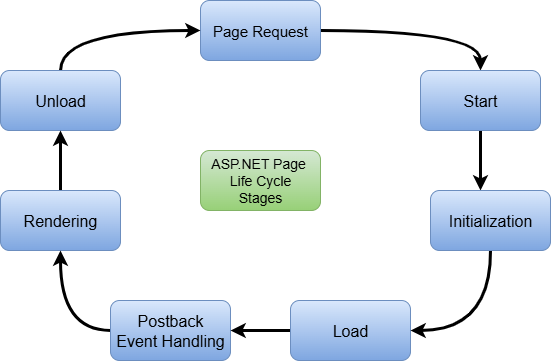 Page Request
Unload
Start
ASP.NET Page
Life Cycle
Stages
Rendering
Initialization
Postback
Event Handling
Load